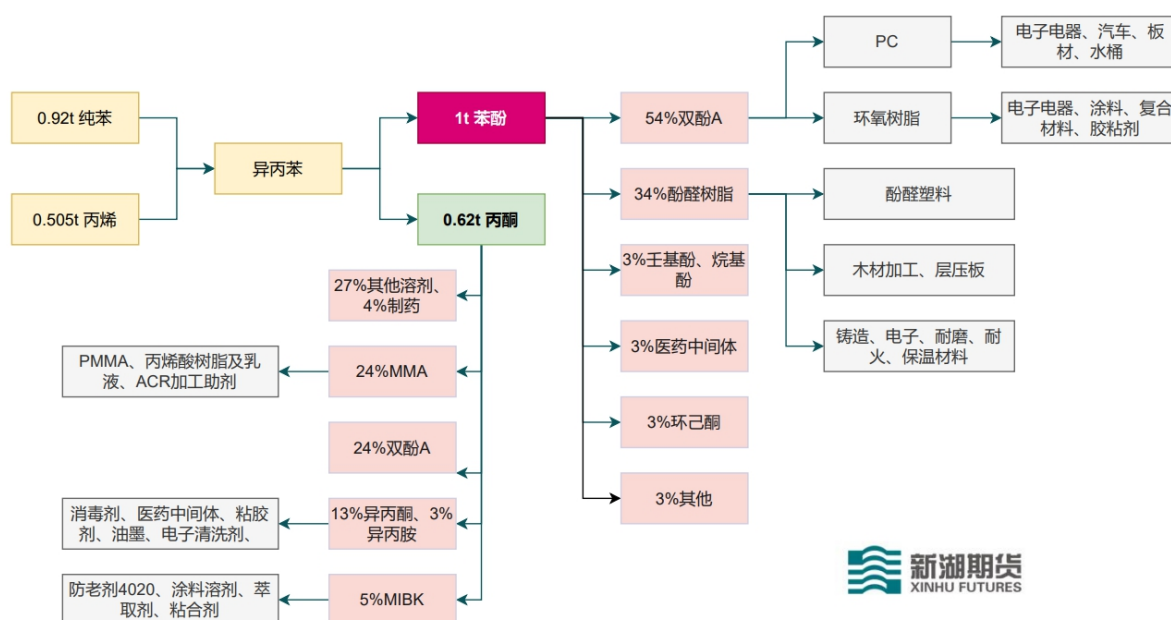 0.92t 纯苯
0.505t 丙烯
异丙苯
1t 苯酚
0.62t 丙酮
54%双酚A
34%酚醛树脂
3%壬基酚、烷基
酚
3%医药中间体
3%环己酮
3%其他
PC
环氧树脂
酚醛塑料
木材加工、层压板
铸造、电子、耐磨、耐
火、保温材料
电子电器、汽车、板
材、水桶
电子电器、涂料、复合
材料、胶粘剂
27%其他溶剂、
4%制药
24%MMA
24%双酚A
13%异丙酮、3%
异丙胺
5%MIBK
PMMA、丙烯酸树脂及乳
液、ACR加工助剂
消毒剂、医药中间体、粘胶
剂、油墨、电子清洗剂、
防老剂4020、涂料溶剂、萃
取剂、粘合剂
新湖期货
XINHU FUTURES